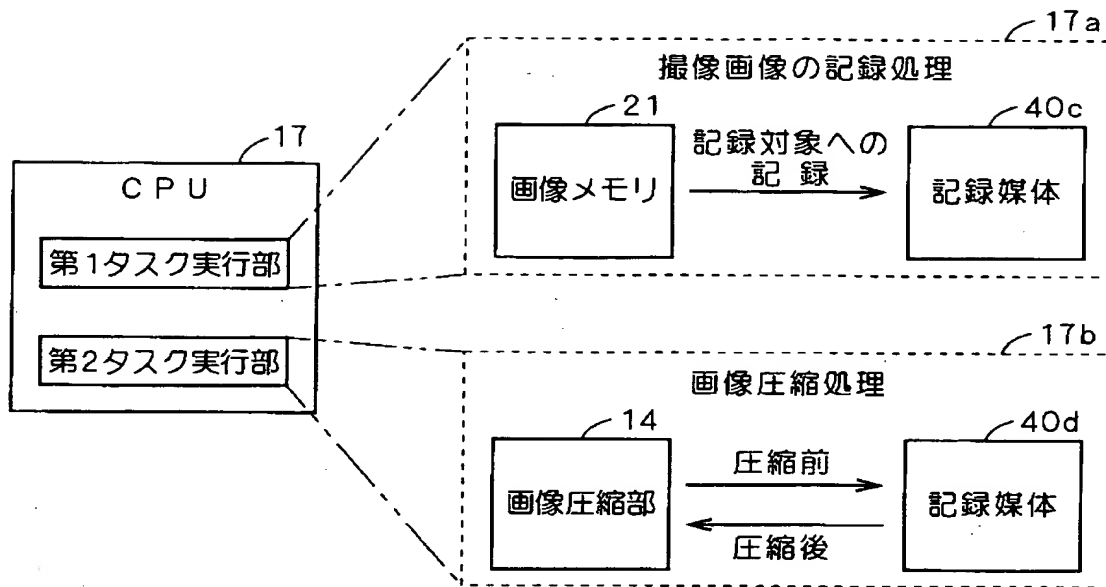 17
CPU
第1タスク実行部
第2タスク実行部
17a
撮像画像の記録処理
21
画像メモリ
記録対象への
記録
40c
記録媒体
17b
画像圧縮処理
14
画像圧縮部
圧縮前
圧縮後
40d
記録媒体